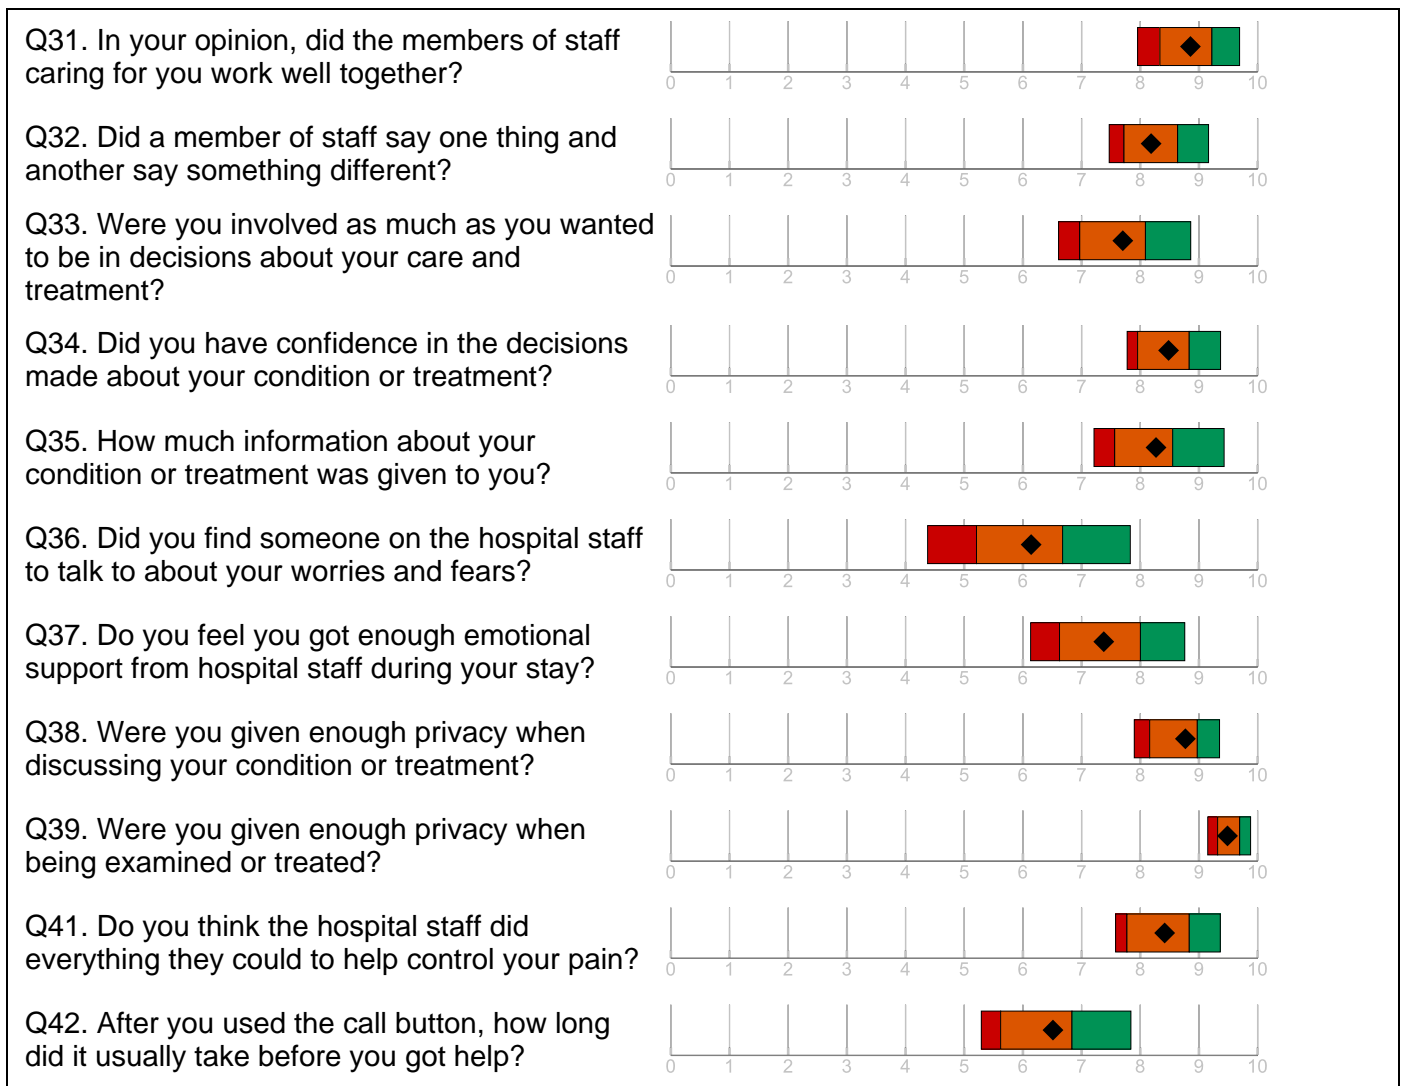 Q31. In your opinion, did the members of staff
caring for you work well together?
0 1 2 3 4 5 6 7 8 9 10
Q32. Did a member of staff say one thing and
another say something different?
0 1 2 3 4 5 6 7 8 9 10
Q33. Were you involved as much as you wanted
to be in decisions about your care and
treatment?
0 1 2 3 4 5 6 7 8 9 10
Q34. Did you have confidence in the decisions
made about your condition or treatment?
0 1 2 3 4 5 6 7 8 9 10
Q35. How much information about your
condition or treatment was given to you?
0 1 2 3 4 5 6 7 8 9 10
Q36. Did you find someone on the hospital staff
to talk to about your worries and fears?
0 1 2 3 4 5 6 7 8 9 10
Q37. Do you feel you got enough emotional
support from hospital staff during your stay?
0 1 2 3 4 5 6 7 8 9 10
Q38. Were you given enough privacy when
discussing your condition or treatment?
0 1 2 3 4 5 6 7 8 9 10
Q39. Were you given enough privacy when
being examined or treated?
0 1 2 3 4 5 6 7 8 9 10
Q41. Do you think the hospital staff did
everything they could to help control your pain?
0 1 2 3 4 5 6 7 8 9 10
Q42. After you used the call button, how long
did it usually take before you got help?
0 1 2 3 4 5 6 7 8 9 10